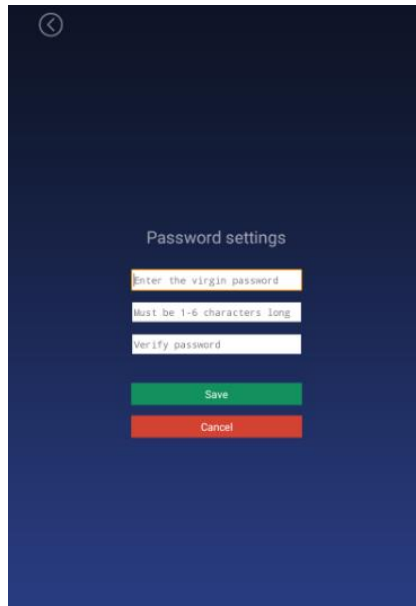 Password settings
Enter the virgin password
Must be 1-6 characters long
Verify password
Save
Cancel